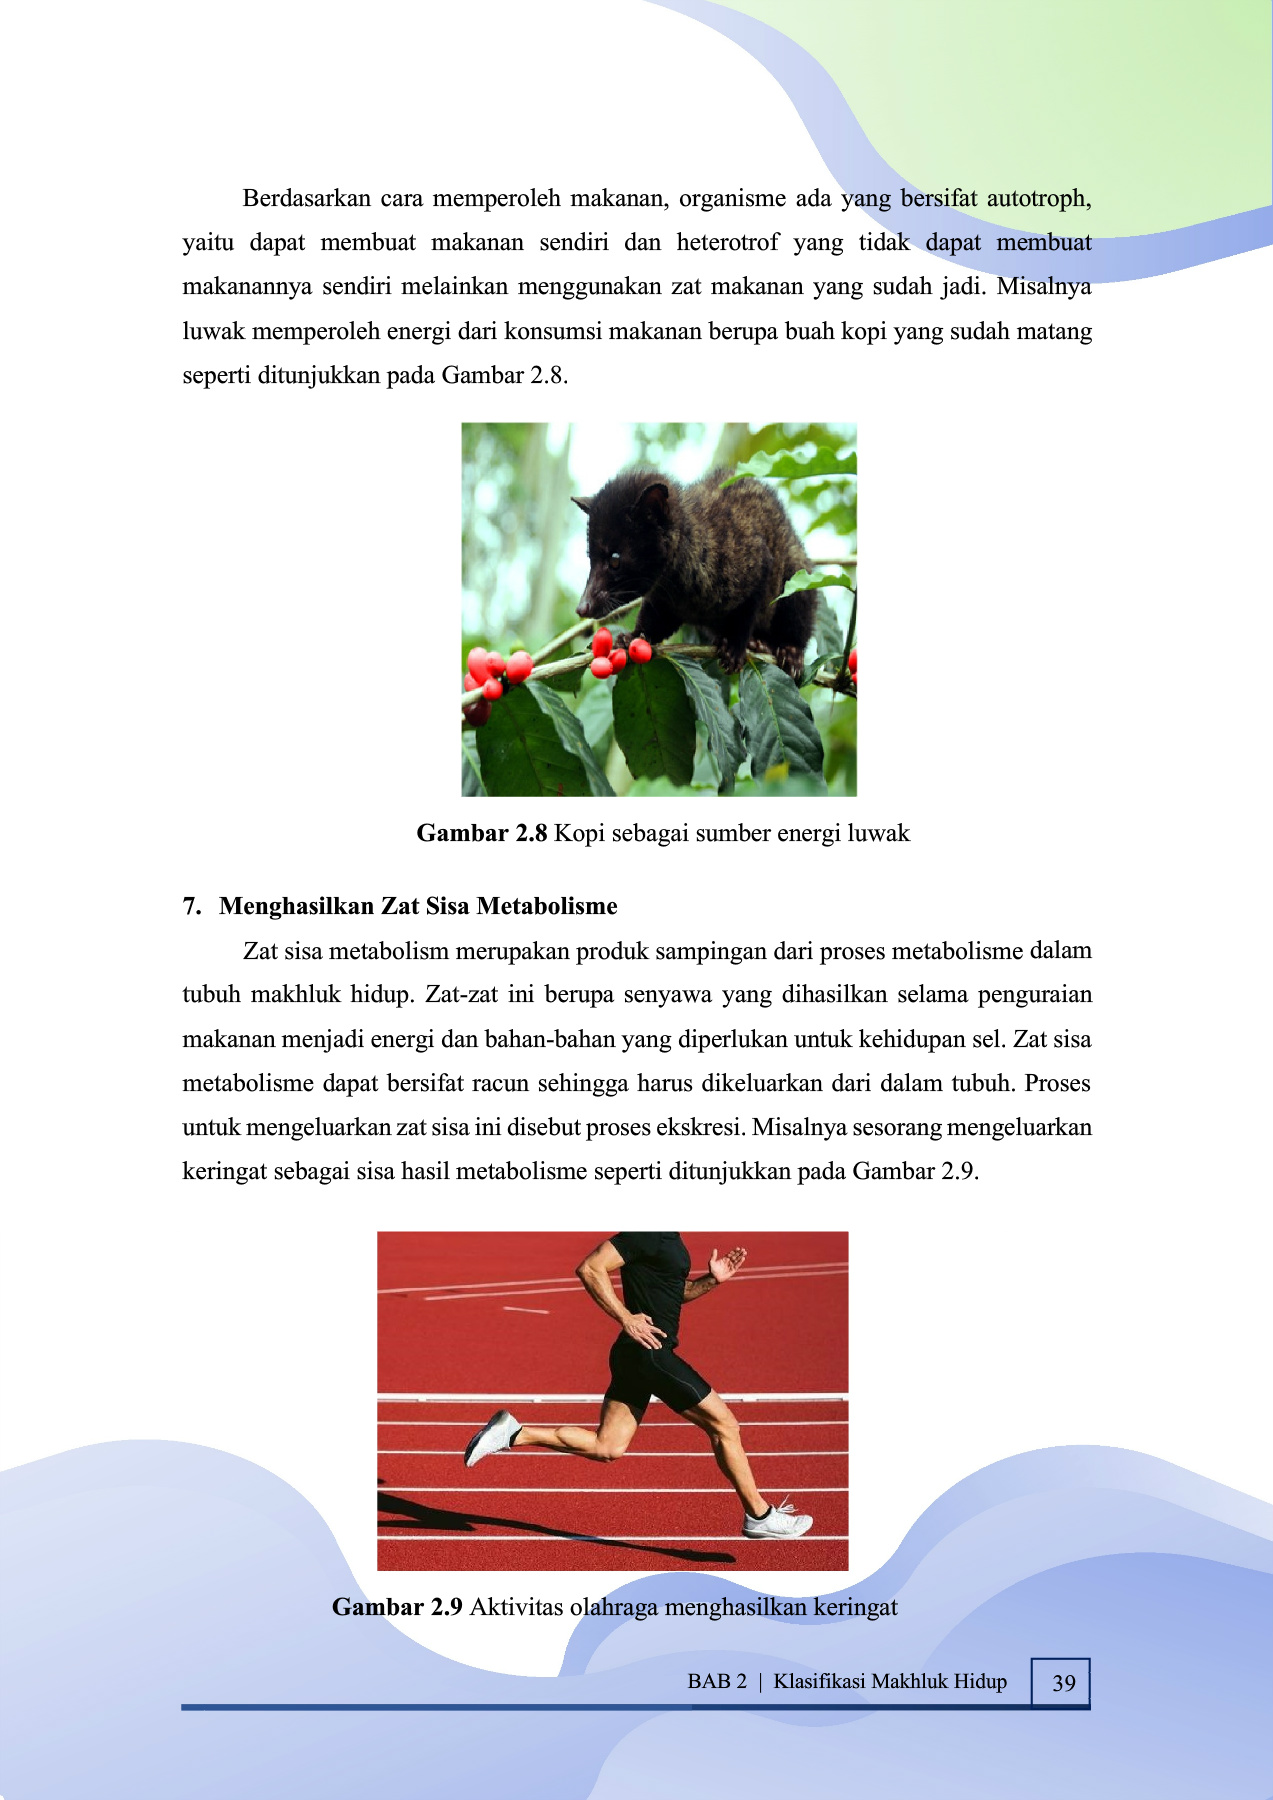 Berdasarkan cara memperoleh makanan, organisme ada yang bersifat autotroph,
yaitu dapat membuat makanan sendiri dan heterotrof yang tidak dapat membuat
makanannya sendiri melainkan menggunakan zat makanan yang sudah jadi. Misalnya
luwak memperoleh energi dari konsumsi makanan berupa buah kopi yang sudah matang
seperti ditunjukkan pada Gambar 2.8.
Gambar 2.8 Kopi sebagai sumber energi luwak
7. Menghasilkan Zat Sisa Metabolisme
Zat sisa metabolism merupakan produk sampingan dari proses metabolisme dalam
tubuh makhluk hidup. Zat-zat ini berupa senyawa yang dihasilkan selama penguraian
makanan menjadi energi dan bahan-bahan yang diperlukan untuk kehidupan sel. Zat sisa
metabolisme dapat bersifat racun sehingga harus dikeluarkan dari dalam tubuh. Proses
untuk mengeluarkan zat sisa ini disebut proses ekskresi. Misalnya sesorang mengeluarkan
keringat sebagai sisa hasil metabolisme seperti ditunjukkan pada Gambar 2.9.
Gambar 2.9 Aktivitas olahraga menghasilkan keringat
BAB 2 | Klasifikasi Makhluk Hidup 39